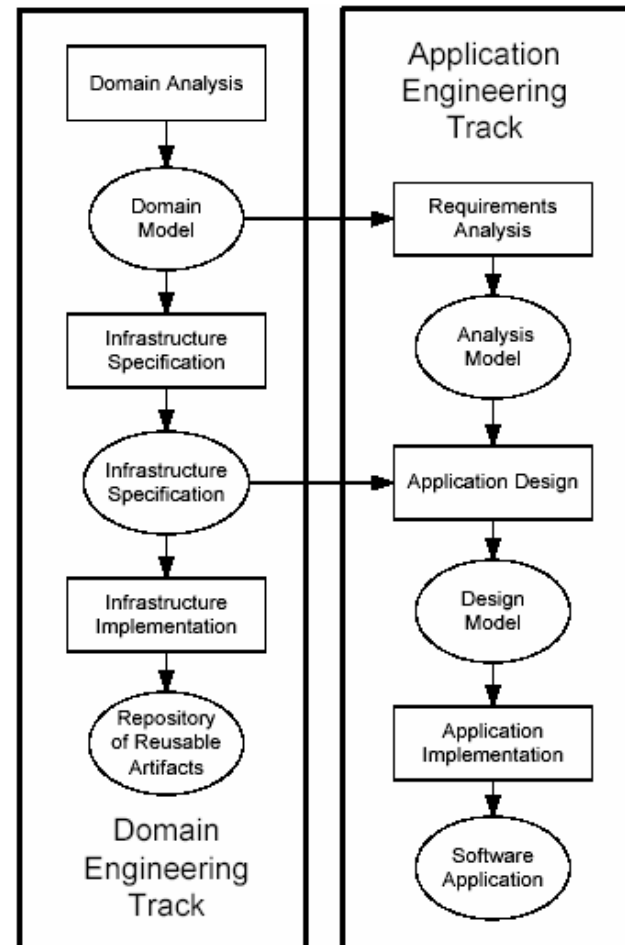 Domain Analysis
Domain
Model
Infrastructure
Specification
Infrastructure
Specification
Infrastructure
Implementation
Repository
of Reusable
Artifacts
Domain
Engineering
Track
Application
Engineering
Track
Requirements
Analysis
Analysis
Model
Application Design
Design
Model
Application
Implementation
Software
Application